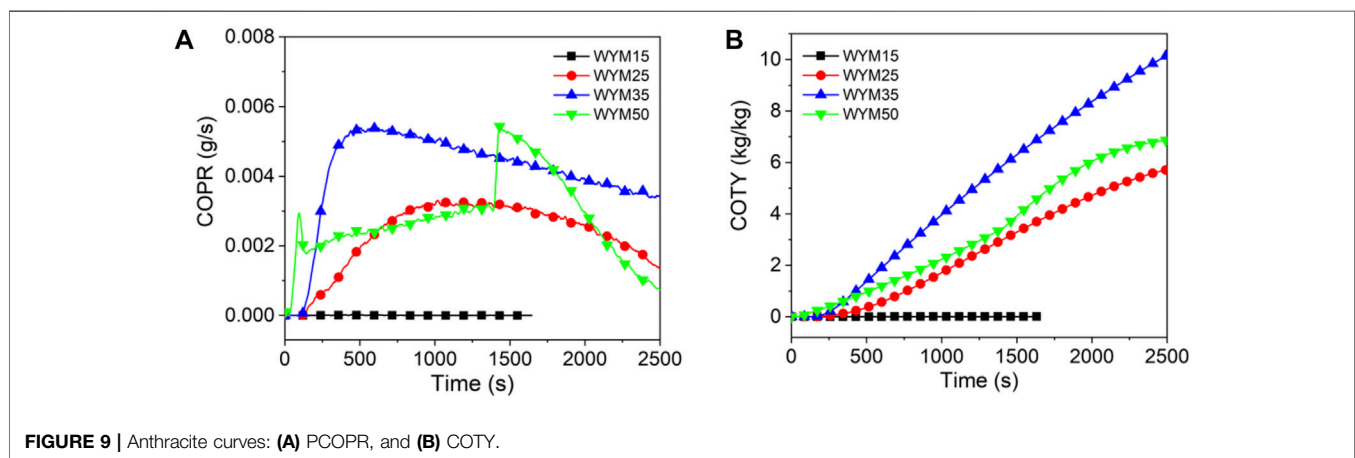 A
0.008
0.006
0.004
0.002
0.000
COPR (g/s)
WYM15
WYM25
WYM35
WYM50
0 500 1000 1500 2000 2500
Time (s)
B
10
8
6
4
2
0
COTY (kg/kg)
WYM15
WYM25
WYM35
WYM50
0 500 1000 1500 2000 2500
Time (s)
FIGURE 9 | Anthracite curves: (A) PCOPR, and (B) COTY.